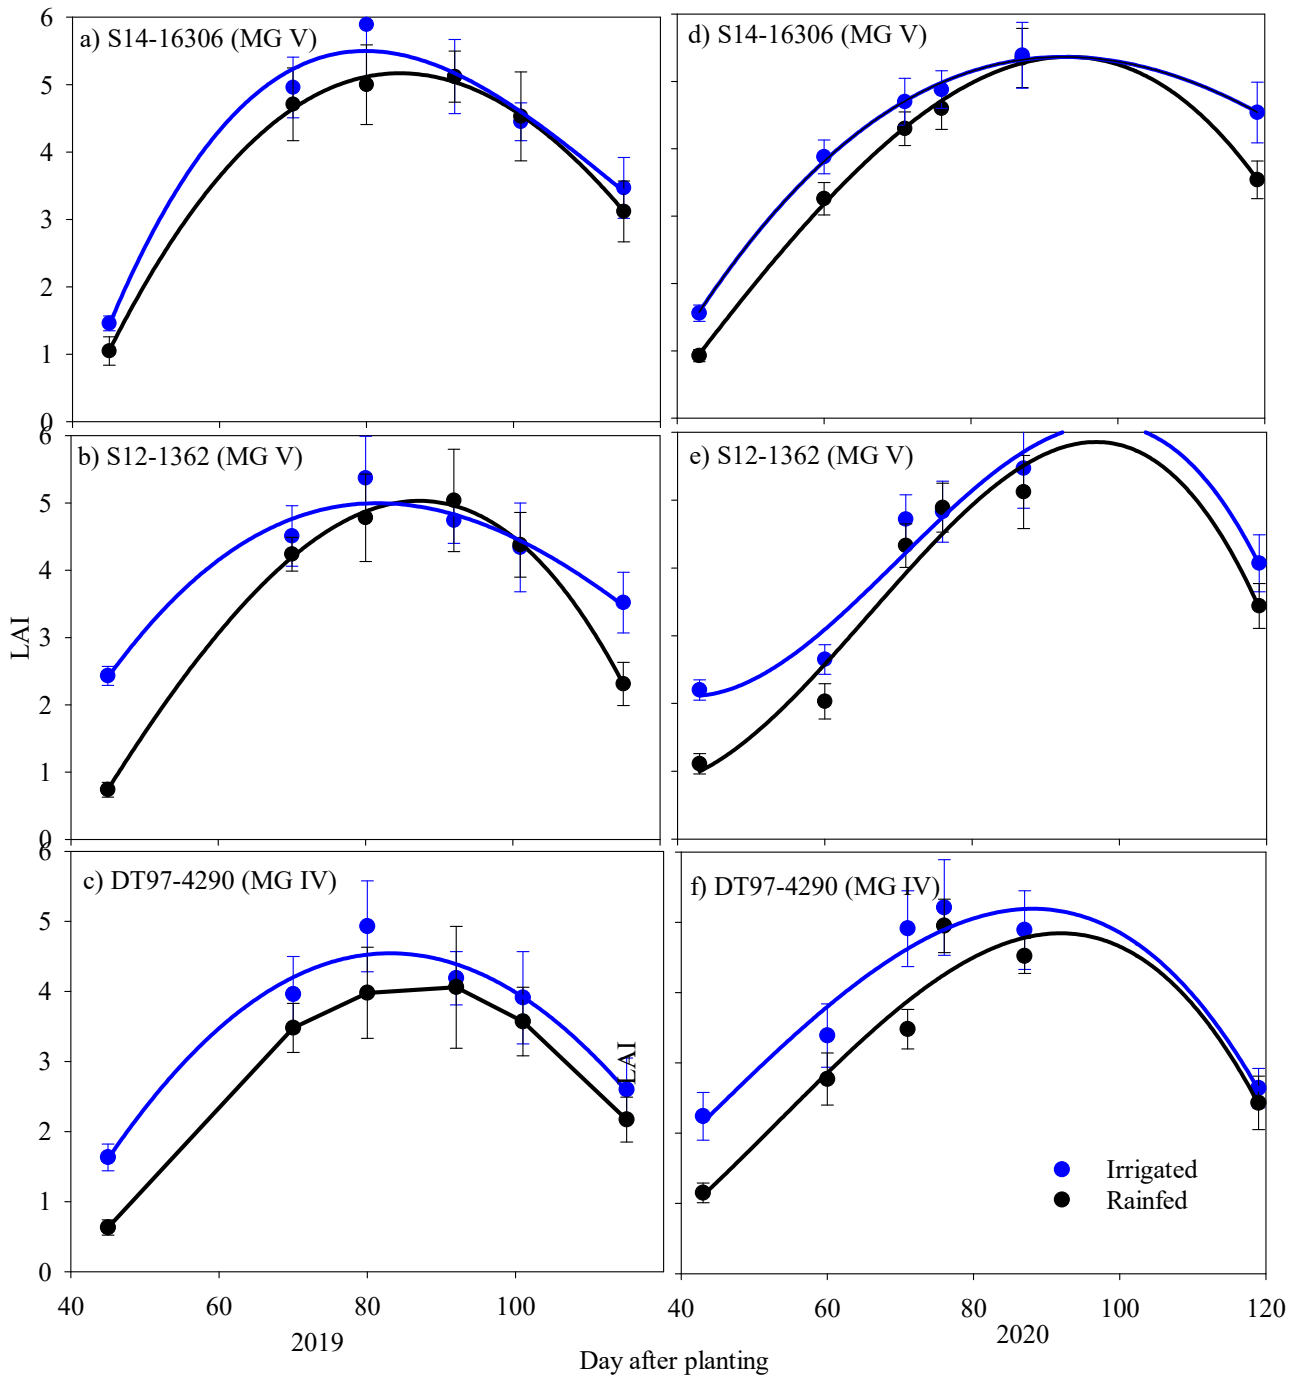 6
a) S14-16306 (MG V)
5
4
3
2
1
0
d) S14-16306 (MG V)
6
b) S12-1362 (MG V)
5
4
3
2
1
0
LAI
e) S12-1362 (MG V)
6
c) DT97-4290 (MG IV)
5
4
3
2
1
0
LAI
f) DT97-4290 (MG IV)
Irrigated
Rainfed
40 60 80 100
40 60 80 100 120
2019
2020
Day after planting